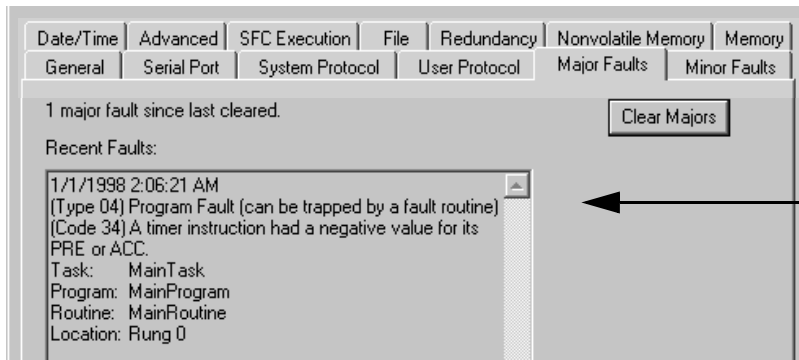 Date/Time Advanced SFC Execution File Redundancy Nonvolatile Memory Memory
General Serial Port System Protocol User Protocol Major Faults Minor Faults
1 major fault since last cleared.
Clear Majors
Recent Faults:
1/1/1998 2:06:21 AM
(Type 04) Program Fault (can be trapped by a fault routine)
(Code 34) A timer instruction had a negative value for its
PRE or ACC.
Task: MainTask
Program: MainProgram
Routine: MainRoutine
Location: Rung 0